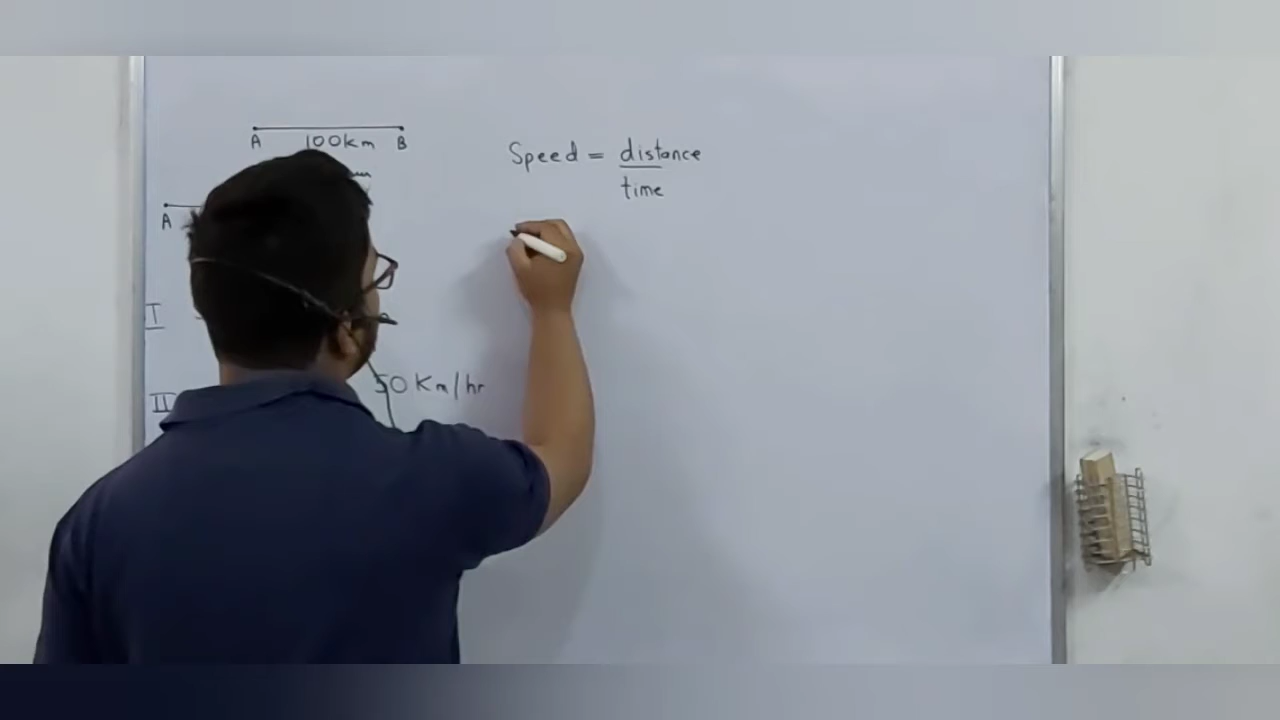 A 100km B
A
I
II 50 Km/hr
Speed = distance
time